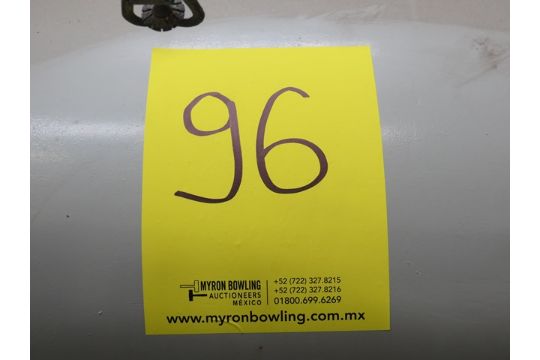 96
MYRON BOWLING
AUCTIONEERS
MÉXICO
+52 (722) 327.8215
+52 (722) 327.8216
01800.699.6269
www.myronbowling.com.mx